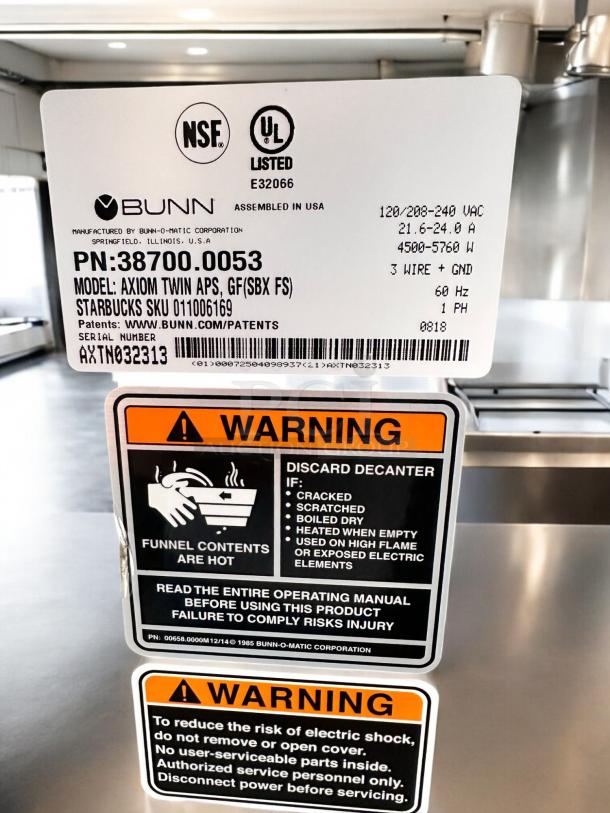 NSF®
UL
LISTED
E32066
BUNN
ASSEMBLED IN USA
MANUFACTURED BY BUNN-O-MATIC CORPORATION
SPRINGFIELD, ILLINOIS, U.S.A
PN:38700.0053
MODEL: AXIOM TWIN APS, GF(SBX FS)
STARBUCKS SKU 011006169
Patents: WWW.BUNN.COM/PATENTS
SERIAL NUMBER
AXTN032313
120/208-240 VAC
21.6-24.0 A
4500-5760 W
3 WIRE + GND
60 Hz
1 PH
0818
(01)00072504098937(21)AXTN032313
WARNING
FUNNEL CONTENTS
ARE HOT
DISCARD DECANTER
IF:
• CRACKED
• SCRATCHED
• BOILED DRY
• HEATED WHEN EMPTY
• USED ON HIGH FLAME
OR EXPOSED ELECTRIC
ELEMENTS
READ THE ENTIRE OPERATING MANUAL
BEFORE USING THIS PRODUCT
FAILURE TO COMPLY RISKS INJURY
PN: 00658.0000M 12/14 © 1985 BUNN-O-MATIC CORPORATION
WARNING
To reduce the risk of electric shock,
do not remove or open cover.
No user-serviceable parts inside.
Authorized service personnel only.
Disconnect power before servicing.